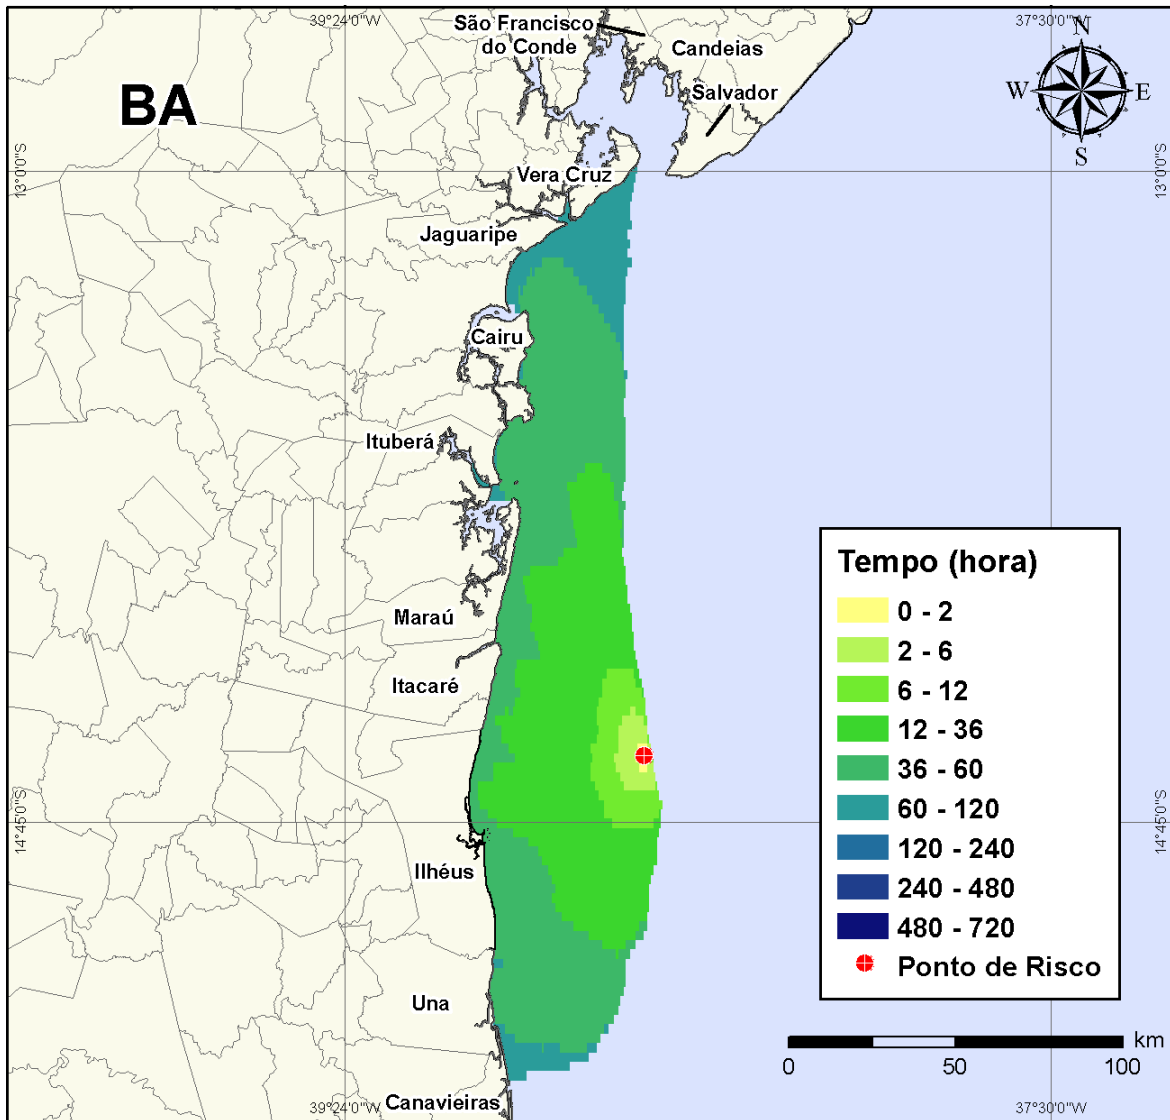 39°24'0"W
37°30'0"W
São Francisco
do Conde
Candeias
N
BA
Salvador
W
E
S
13°0'0"S
Vera Cruz
Jaguaripe
Cairu
Ituberá
Maraú
Itacaré
14°45'0"S
14°45'0"S
Ilhéus
Una
Canavieiras
Tempo (hora)
0 - 2
2 - 6
6 - 12
12 - 36
36 - 60
60 - 120
120 - 240
240 - 480
480 - 720
Ponto de Risco
km
0
50
100
39°24'0"W
37°30'0"W
13°0'0"S